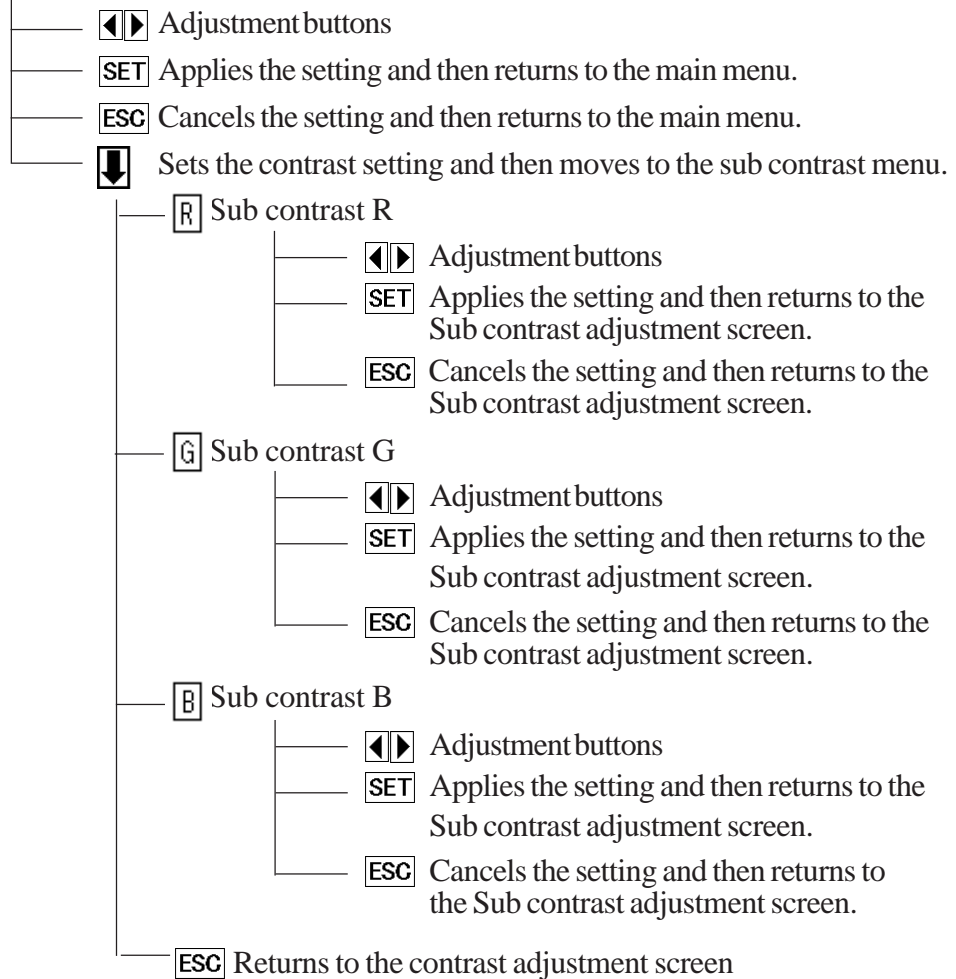 Adjustment buttons
SET Applies the setting and then returns to the main menu.
ESC Cancels the setting and then returns to the main menu.
Sets the contrast setting and then moves to the sub contrast menu.
R Sub contrast R
Adjustment buttons
SET Applies the setting and then returns to the
Sub contrast adjustment screen.
ESC Cancels the setting and then returns to the
Sub contrast adjustment screen.
G Sub contrast G
Adjustment buttons
SET Applies the setting and then returns to the
Sub contrast adjustment screen.
ESC Cancels the setting and then returns to the
Sub contrast adjustment screen.
B Sub contrast B
Adjustment buttons
SET Applies the setting and then returns to the
Sub contrast adjustment screen.
ESC Cancels the setting and then returns to
the Sub contrast adjustment screen.
ESC Returns to the contrast adjustment screen